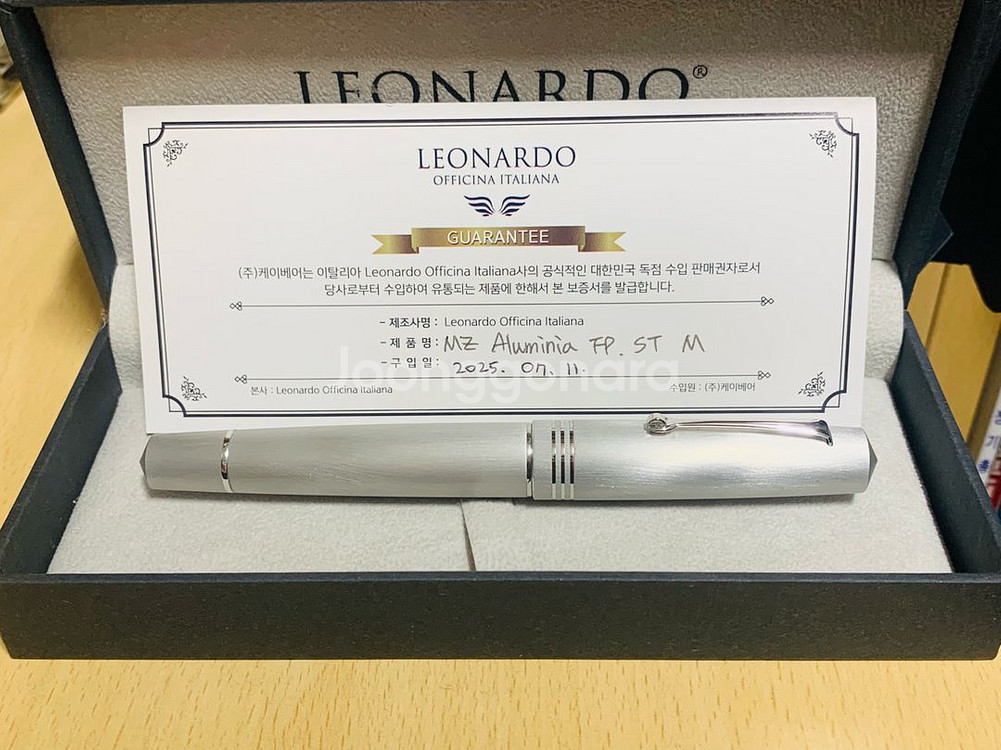 LEONARDO®
LEONARDO
OFFICINA ITALIANA
GUARANTEE
(주)케이베어는 이탈리아 Leonardo Officina Italiana사의 공식적인 대한민국 독점 수입 판매권자로서
당사로부터 수입하여 유통되는 제품에 한해서 본 보증서를 발급합니다.
- 제조사명 : Leonardo Officina Italiana
- 제 품 명 : MZ Aluminia FP. ST M
- 구 입 일 : 2025. 07. 11.
joonggonara
본사 : Leonardo Officina Italiana
수입원 : (주)케이베어